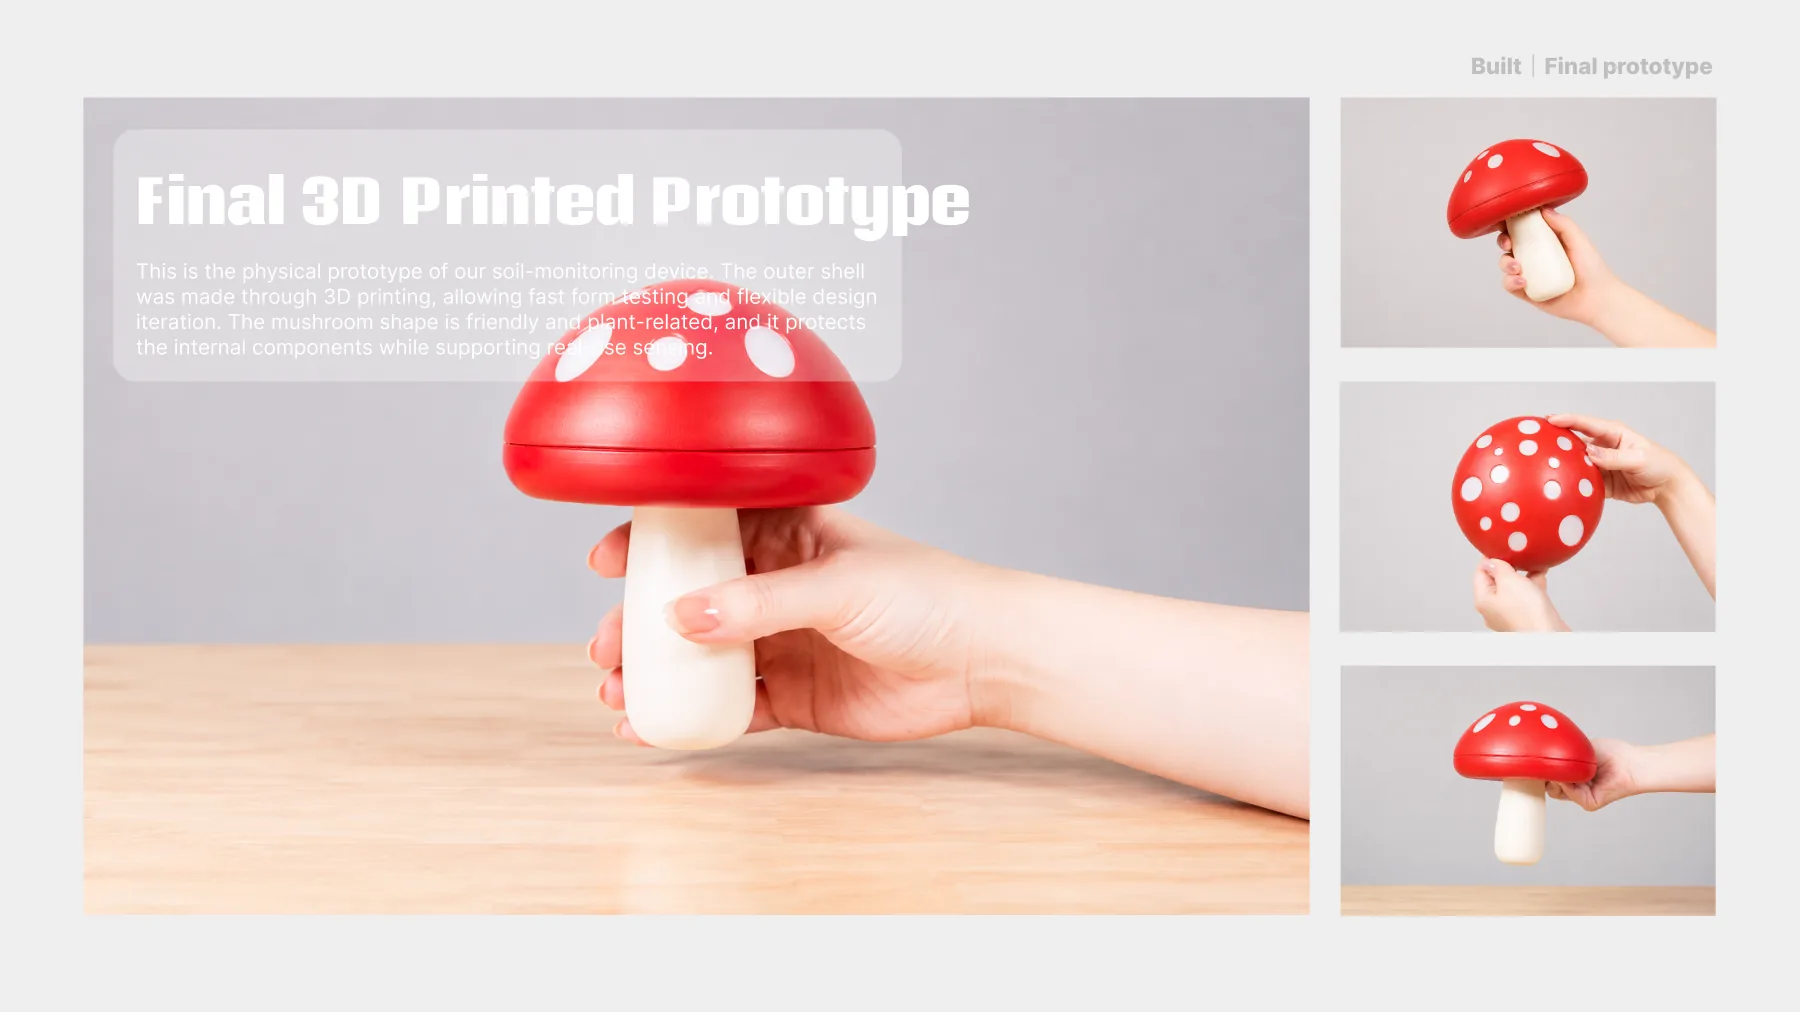 Built | Final prototype
Final 3D Printed Prototype
This is the physical prototype of our soil-monitoring device. The outer shell
was made through 3D printing, allowing fast form testing and flexible design
iteration. The mushroom shape is friendly and plant-related, and it protects
the internal components while supporting real-use sensing.